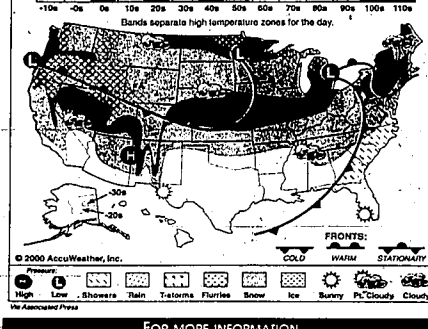 -10s -0s 0s 10s 20s 30s 40s 50s 60s 70s 80s 90s 100s 110s
Bands separate high temperature zones for the day.
L
L
L
H
-30s
-20s
© 2000 AccuWeather, Inc.
FRONTS:
COLD WARM STATIONARY
Pressure:
H L
High Low Showers Rain T-storms Flurries Snow Ice Sunny Pt. Cloudy Cloudy
Via Associated Press
FOR MORE INFORMATION